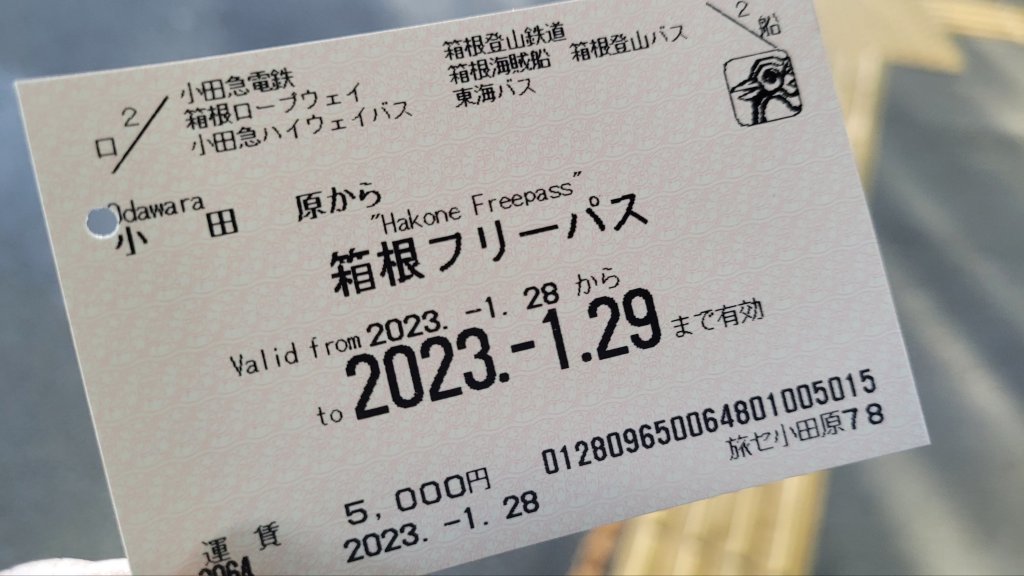 口2/
小田急電鉄 箱根登山鉄道
箱根ロープウェイ 箱根海賊船 箱根登山バス
小田急ハイウェイバス 東海バス
2 船
Odawara
小田原から
"Hakone Freepass"
箱根フリーパス
Valid from 2023.-1.28 から
to 2023.-1.29 まで有効
01280965006480100 5015
旅セ小田原78
運賃 5,000円
2023.-1.28